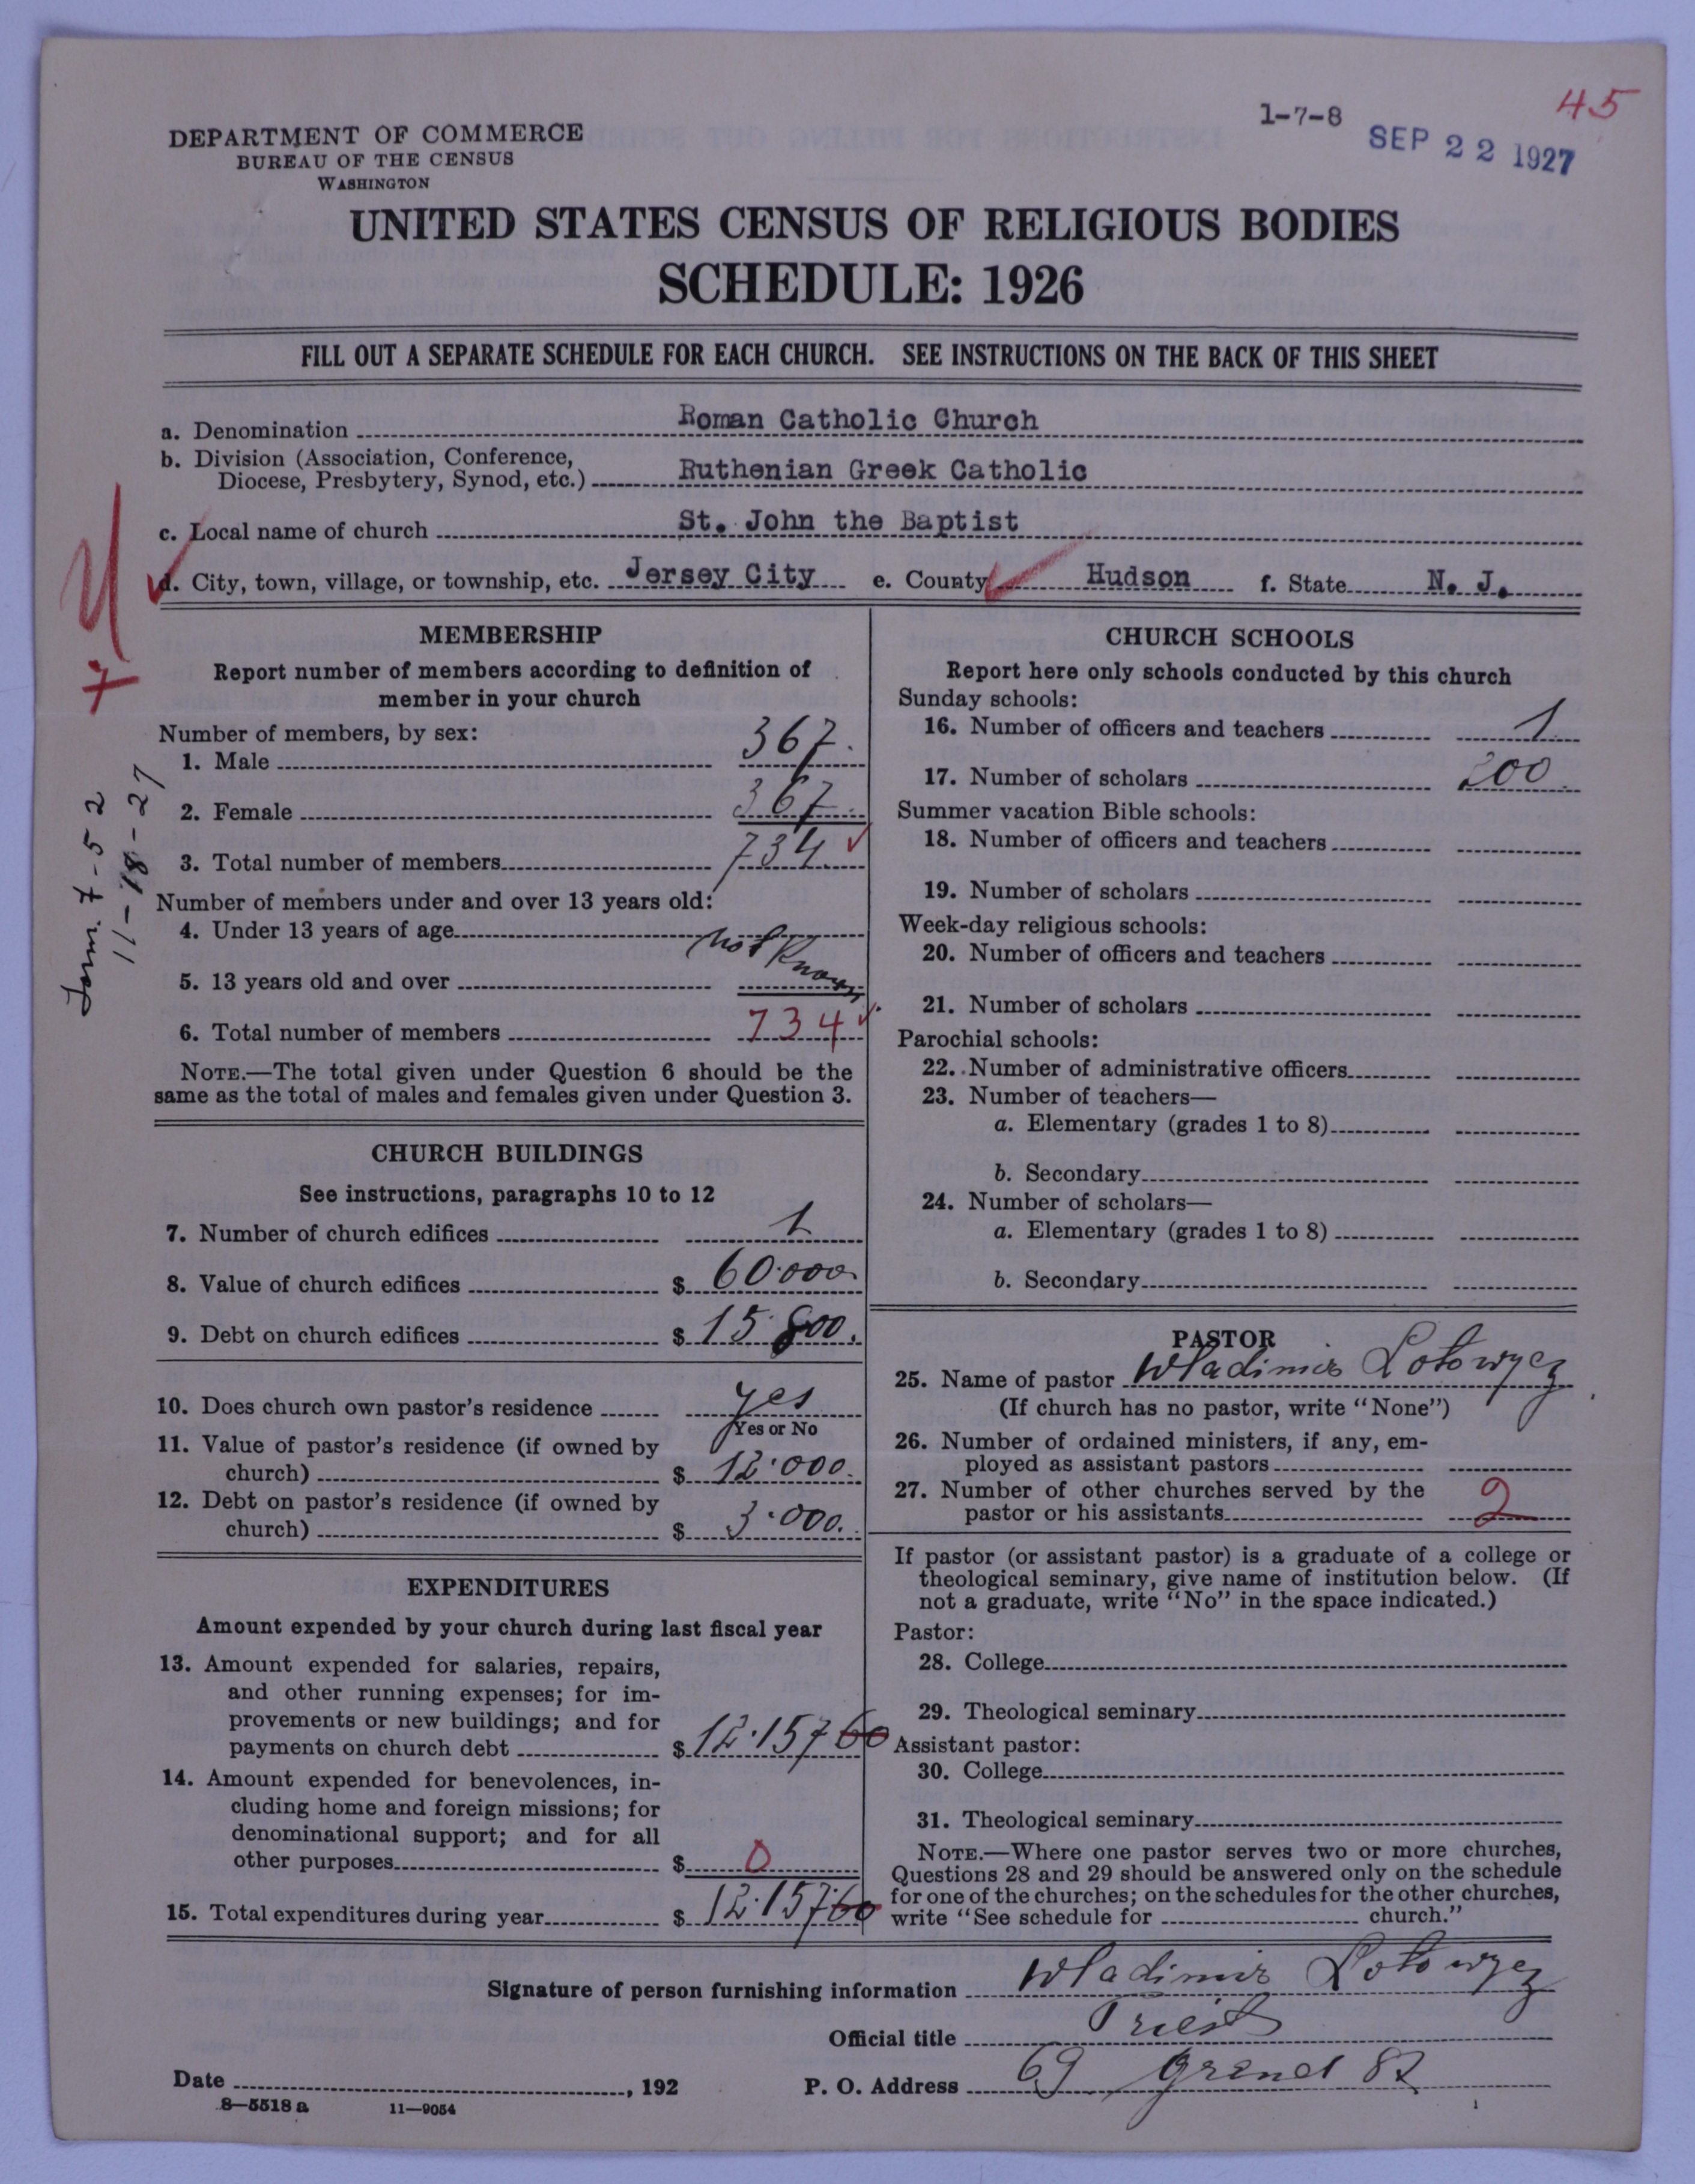 45
1-7-8
SEP 22 1927
DEPARTMENT OF COMMERCE
BUREAU OF THE CENSUS
WASHINGTON
UNITED STATES CENSUS OF RELIGIOUS BODIES
SCHEDULE: 1926
FILL OUT A SEPARATE SCHEDULE FOR EACH CHURCH. SEE INSTRUCTIONS ON THE BACK OF THIS SHEET
a. Denomination Roman Catholic Church
b. Division (Association, Conference,
Diocese, Presbytery, Synod, etc.) Ruthenian Greek Catholic
c. Local name of church St. John the Baptist
d. City, town, village, or township, etc. Jersey City e. County Hudson f. State N. J.
7-52
11-18-27
MEMBERSHIP
Report number of members according to definition of
member in your church
Number of members, by sex:
1. Male 367.
2. Female 367
3. Total number of members 734
Number of members under and over 13 years old:
4. Under 13 years of age not known
5. 13 years old and over
6. Total number of members 734
NOTE.—The total given under Question 6 should be the
same as the total of males and females given under Question 3.
CHURCH BUILDINGS
See instructions, paragraphs 10 to 12
7. Number of church edifices 1
8. Value of church edifices $ 60.000
9. Debt on church edifices $ 15.800.
10. Does church own pastor's residence yes
Yes or No
11. Value of pastor's residence (if owned by
church) $ 12.000.
12. Debt on pastor's residence (if owned by
church) $ 3.000.
EXPENDITURES
Amount expended by your church during last fiscal year
13. Amount expended for salaries, repairs,
and other running expenses; for im-
provements or new buildings; and for
payments on church debt $ 12.157 60
14. Amount expended for benevolences, in-
cluding home and foreign missions; for
denominational support; and for all
other purposes $ 0
15. Total expenditures during year $ 12.157.60
CHURCH SCHOOLS
Report here only schools conducted by this church
Sunday schools:
16. Number of officers and teachers 1
17. Number of scholars 200
Summer vacation Bible schools:
18. Number of officers and teachers
19. Number of scholars
Week-day religious schools:
20. Number of officers and teachers
21. Number of scholars
Parochial schools:
22. Number of administrative officers
23. Number of teachers—
a. Elementary (grades 1 to 8)
b. Secondary
24. Number of scholars—
a. Elementary (grades 1 to 8)
b. Secondary
PASTOR
25. Name of pastor Wladimir Lotowycz
(If church has no pastor, write "None")
26. Number of ordained ministers, if any, em-
ployed as assistant pastors
27. Number of other churches served by the
pastor or his assistants 2
If pastor (or assistant pastor) is a graduate of a college or
theological seminary, give name of institution below. (If
not a graduate, write "No" in the space indicated.)
Pastor:
28. College
29. Theological seminary
Assistant pastor:
30. College
31. Theological seminary
NOTE.—Where one pastor serves two or more churches,
Questions 28 and 29 should be answered only on the schedule
for one of the churches; on the schedules for the other churches,
write "See schedule for church."
Signature of person furnishing information Wladimir Lotowycz
Official title Priest
Date , 192 P. O. Address 69
8—5518 a 11—9054